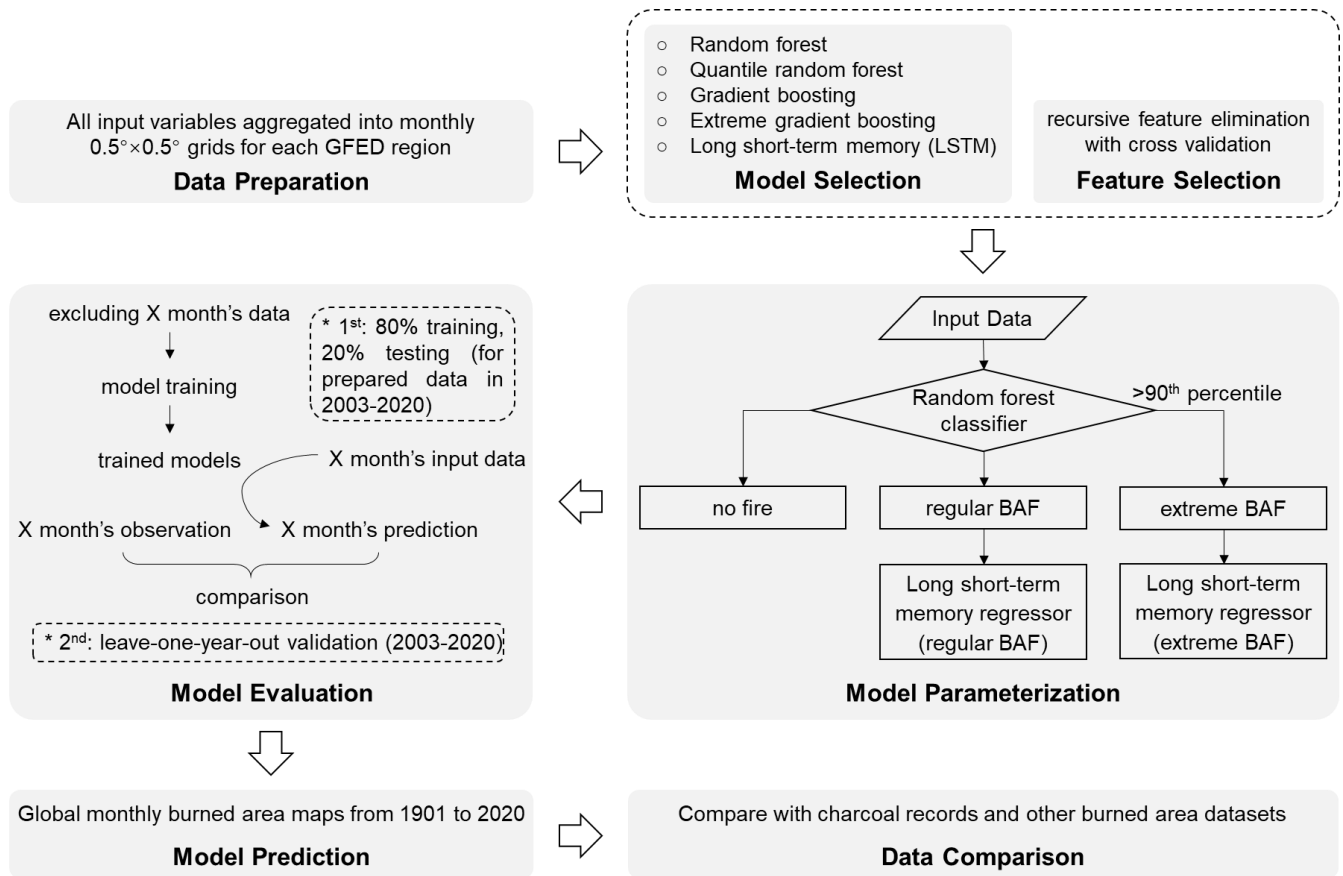 All input variables aggregated into monthly
0.5°×0.5° grids for each GFED region
Data Preparation
○ Random forest
○ Quantile random forest
○ Gradient boosting
○ Extreme gradient boosting
○ Long short-term memory (LSTM)
Model Selection
recursive feature elimination
with cross validation
Feature Selection
Input Data
Random forest
classifier
>90th percentile
no fire
regular BAF
extreme BAF
Long short-term
memory regressor
(regular BAF)
Long short-term
memory regressor
(extreme BAF)
Model Parameterization
excluding X month's data
model training
trained models
* 1st: 80% training,
20% testing (for
prepared data in
2003-2020)
X month's input data
X month's observation
X month's prediction
comparison
* 2nd: leave-one-year-out validation (2003-2020)
Model Evaluation
Global monthly burned area maps from 1901 to 2020
Model Prediction
Compare with charcoal records and other burned area datasets
Data Comparison